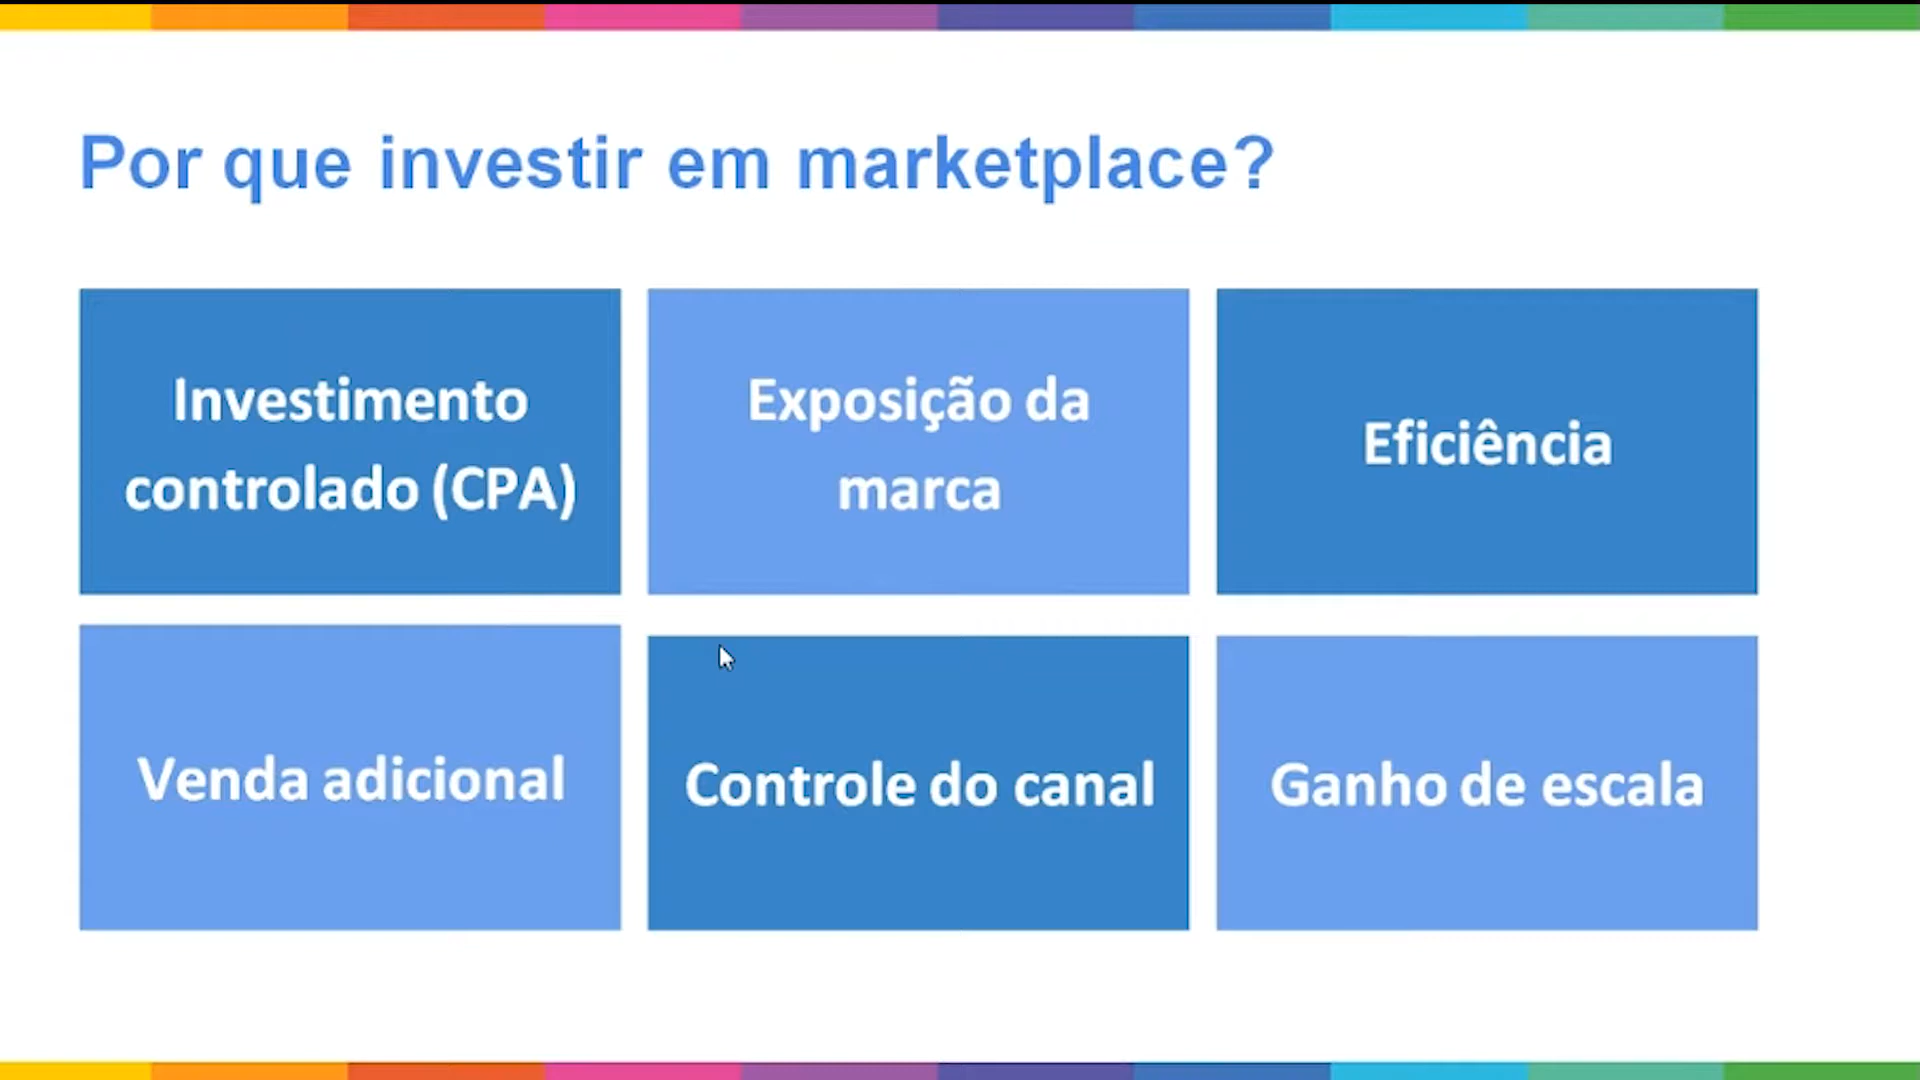 Por que investir em marketplace?
Investimento
controlado (CPA)
Exposição da
marca
Eficiência
Venda adicional
Controle do canal
Ganho de escala